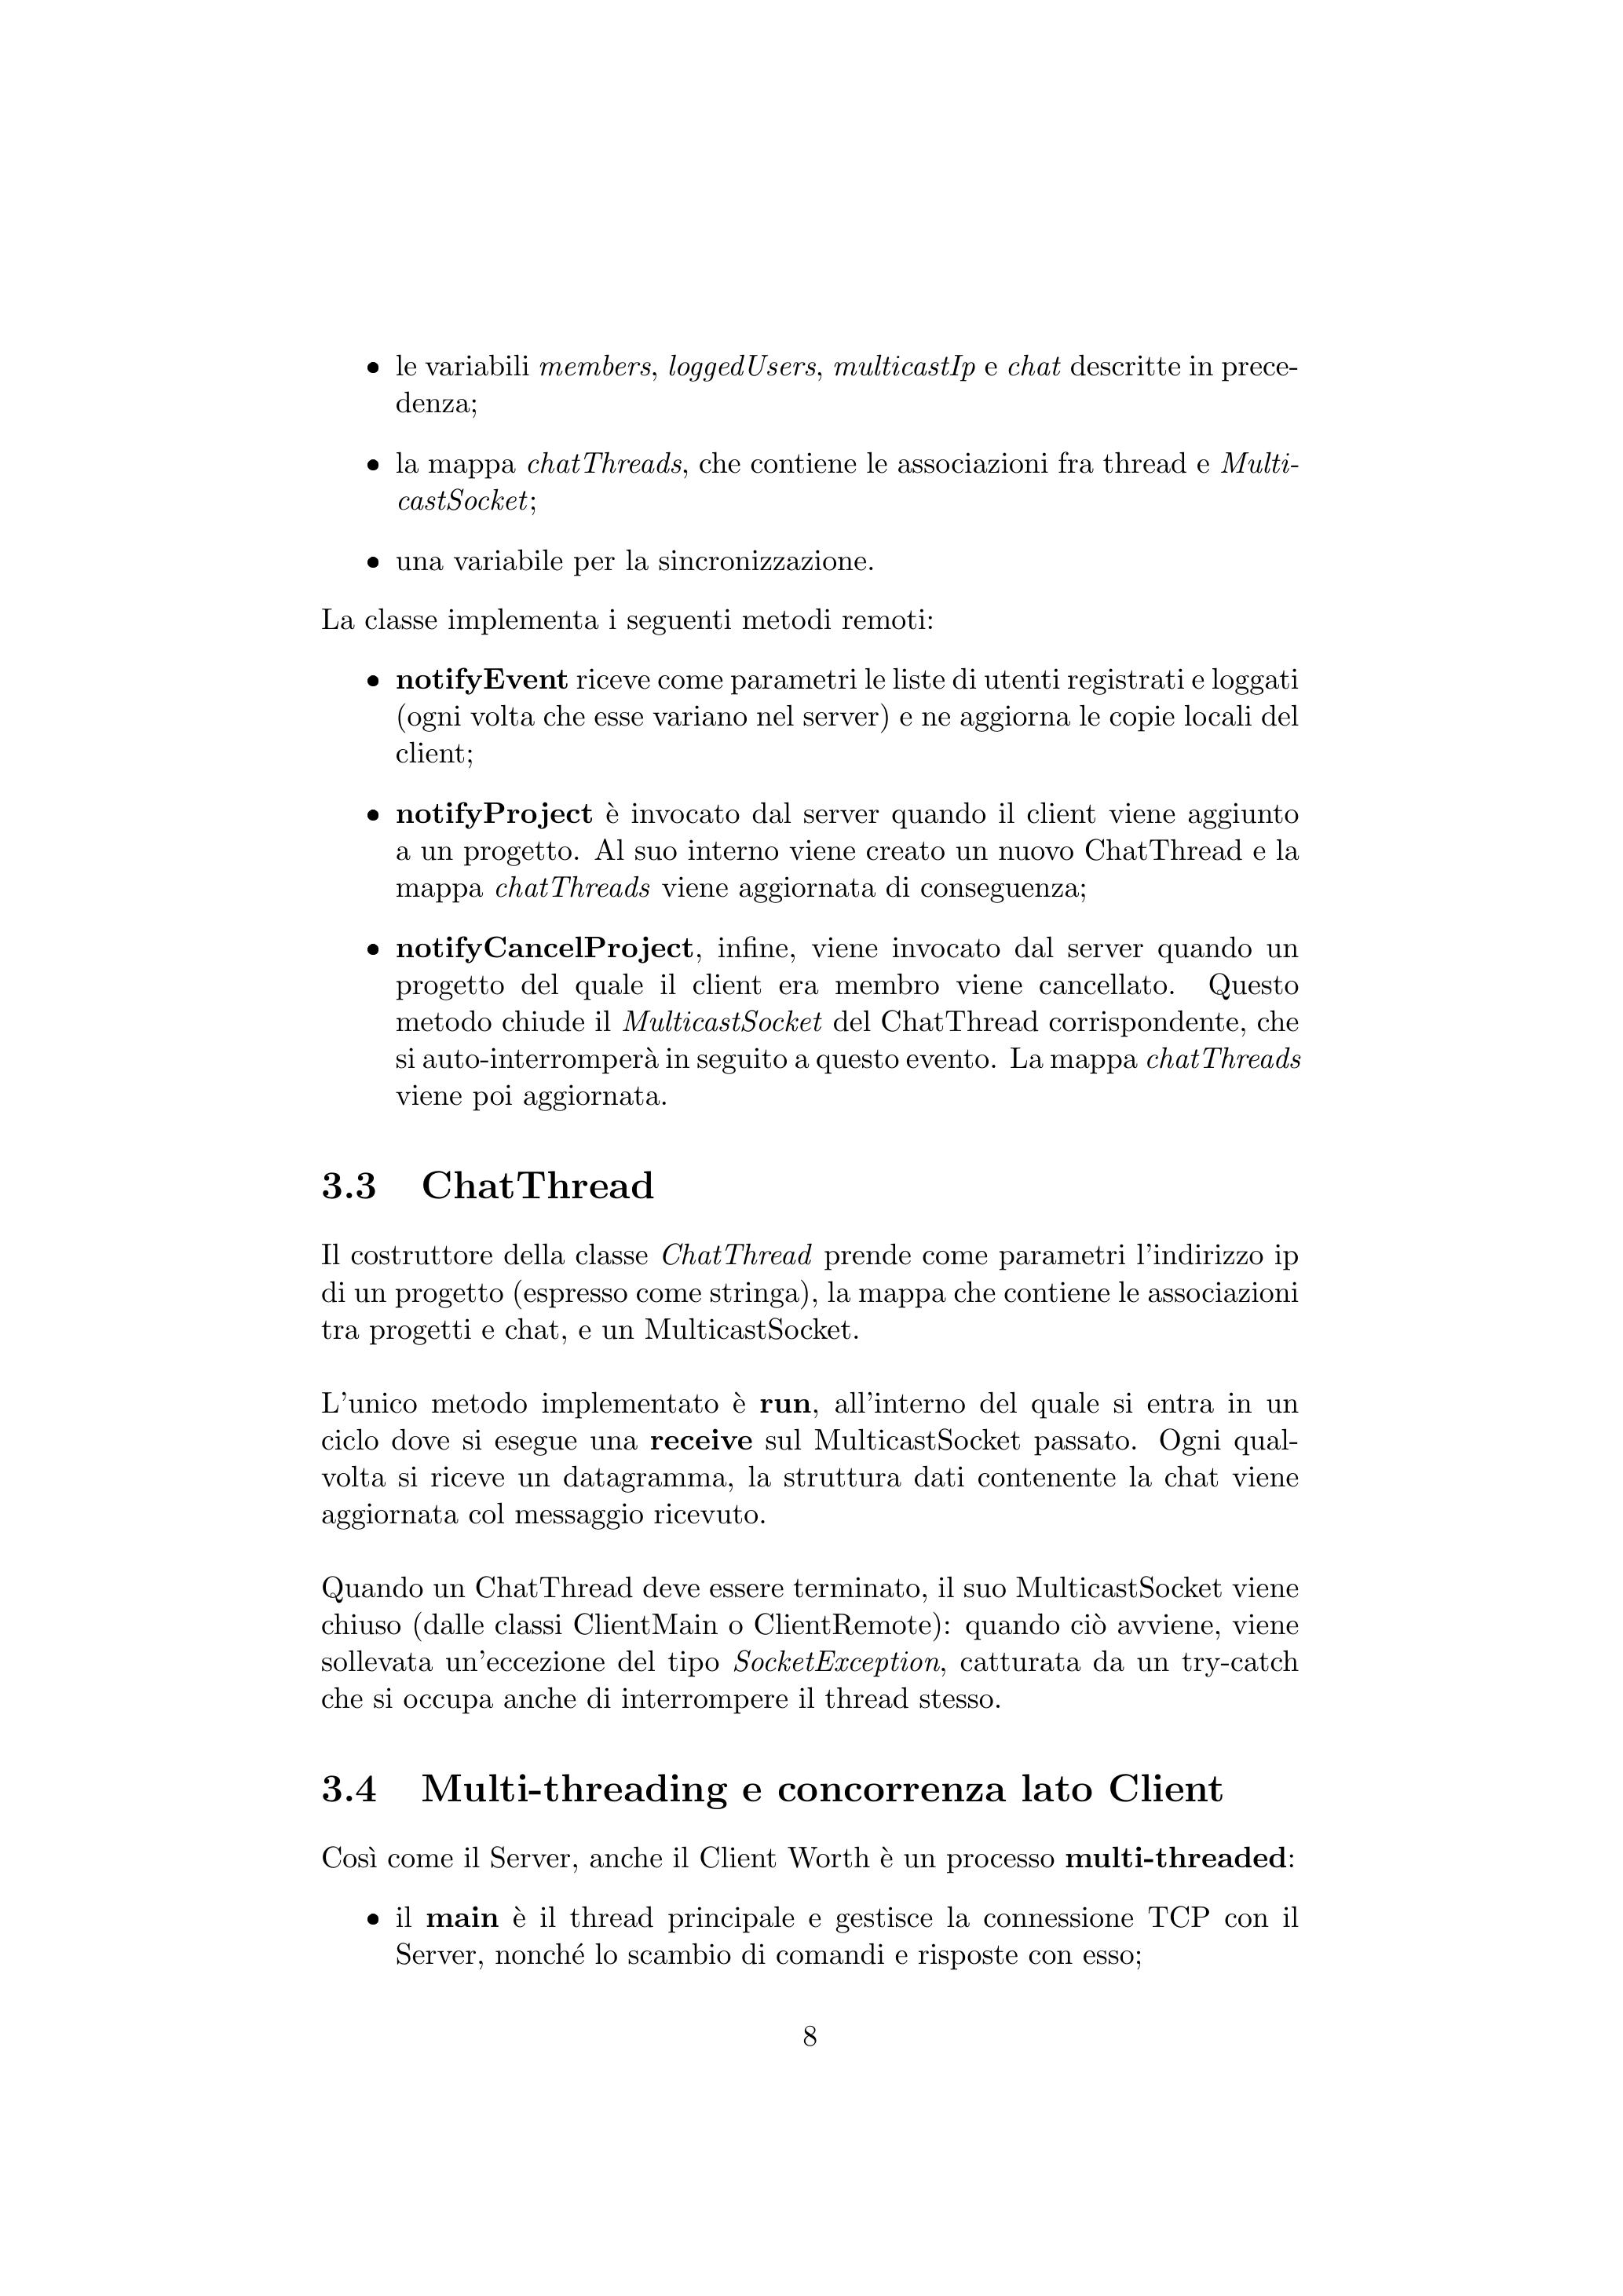 • le variabili members, loggedUsers, multicastIp e chat descritte in prece-
denza;
• la mappa chatThreads, che contiene le associazioni fra thread e Multi-
castSocket;
• una variabile per la sincronizzazione.
La classe implementa i seguenti metodi remoti:
• notifyEvent riceve come parametri le liste di utenti registrati e loggati
(ogni volta che esse variano nel server) e ne aggiorna le copie locali del
client;
• notifyProject è invocato dal server quando il client viene aggiunto
a un progetto. Al suo interno viene creato un nuovo ChatThread e la
mappa chatThreads viene aggiornata di conseguenza;
• notifyCancelProject, infine, viene invocato dal server quando un
progetto del quale il client era membro viene cancellato. Questo
metodo chiude il MulticastSocket del ChatThread corrispondente, che
si auto-interromperà in seguito a questo evento. La mappa chatThreads
viene poi aggiornata.
3.3 ChatThread
Il costruttore della classe ChatThread prende come parametri l'indirizzo ip
di un progetto (espresso come stringa), la mappa che contiene le associazioni
tra progetti e chat, e un MulticastSocket.
L'unico metodo implementato è run, all'interno del quale si entra in un
ciclo dove si esegue una receive sul MulticastSocket passato. Ogni qual-
volta si riceve un datagramma, la struttura dati contenente la chat viene
aggiornata col messaggio ricevuto.
Quando un ChatThread deve essere terminato, il suo MulticastSocket viene
chiuso (dalle classi ClientMain o ClientRemote): quando ciò avviene, viene
sollevata un'eccezione del tipo SocketException, catturata da un try-catch
che si occupa anche di interrompere il thread stesso.
3.4 Multi-threading e concorrenza lato Client
Così come il Server, anche il Client Worth è un processo multi-threaded:
• il main è il thread principale e gestisce la connessione TCP con il
Server, nonché lo scambio di comandi e risposte con esso;
8